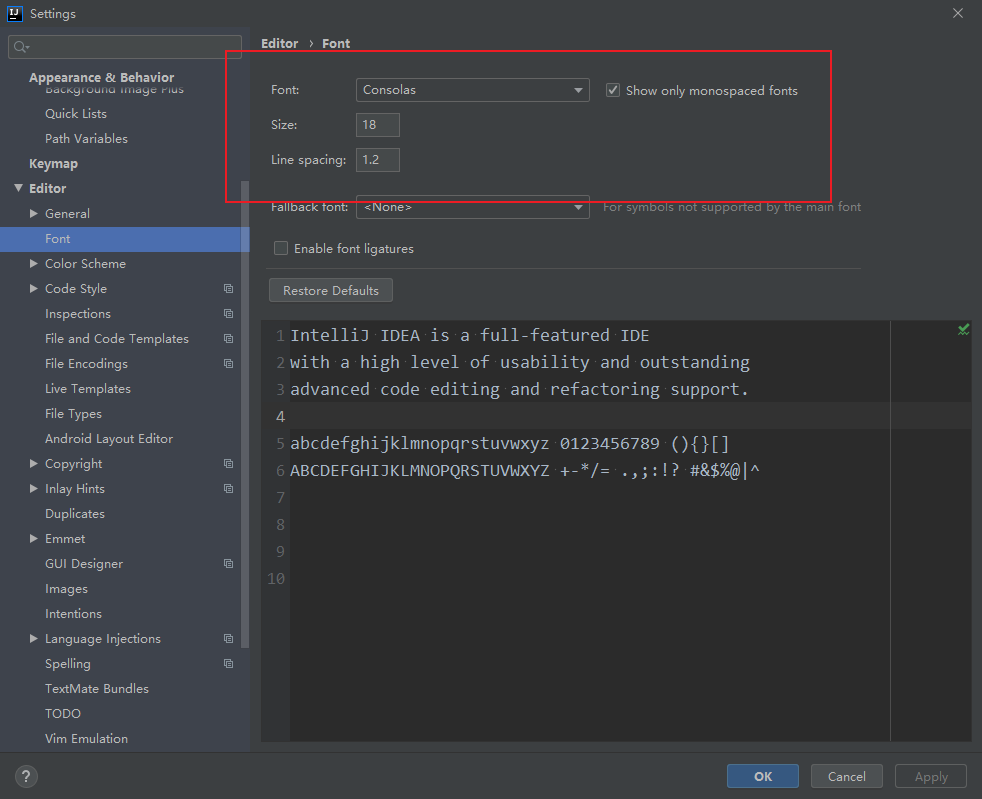 Settings
Appearance & Behavior
Background Image Plus
Quick Lists
Path Variables
Keymap
Editor
General
Font
Color Scheme
Code Style
Inspections
File and Code Templates
File Encodings
Live Templates
File Types
Android Layout Editor
Copyright
Inlay Hints
Duplicates
Emmet
GUI Designer
Images
Intentions
Language Injections
Spelling
TextMate Bundles
TODO
Vim Emulation
Editor › Font
Font: Consolas Show only monospaced fonts
Size: 18
Line spacing: 1.2
Fallback font: <None> For symbols not supported by the main font
Enable font ligatures
Restore Defaults
1 IntelliJ IDEA is a full-featured IDE
2 with a high level of usability and outstanding
3 advanced code editing and refactoring support.
4
5 abcdefghijklmnopqrstuvwxyz 0123456789 (){}[]
6 ABCDEFGHIJKLMNOPQRSTUVWXYZ +-*/= .,;:!? #&$%@|^
7
8
9
10
? OK Cancel Apply